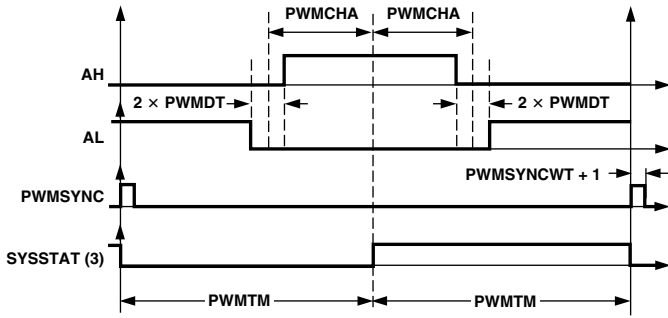 PWMCHA PWMCHA
AH
2 × PWMDT 2 × PWMDT
AL
PWMSYNCWT + 1
PWMSYNC
SYSSTAT (3)
PWMTM PWMTM